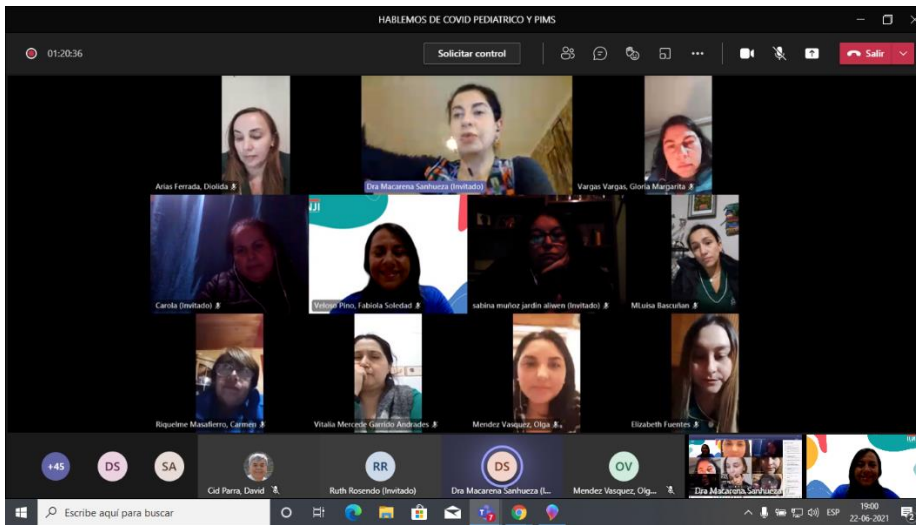 HABLEMOS DE COVID PEDIATRICO Y PIMS
01:20:36
Solicitar control
Salir
Arias Ferrada, Diolida
Dra Macarena Sanhueza (Invitado)
Vargas Vargas, Gloria Margarita
NJI
Carola (Invitado)
Veloso Pino, Fabiola Soledad
sabina muñoz jardin aliwen (Invitado)
MLuisa Bascuñan
Riquelme Masafierro, Carmen
Vitalia Mercede Garrido Andrades
Mendez Vasquez, Olga
Elizabeth Fuentes
+45
DS
SA
RR
DS
OV
Cid Parra, David
Ruth Rosendo (Invitado)
Dra Macarena Sanhueza (I...
Mendez Vasquez, Olg...
Dra Macarena Sanhueza (I
Escribe aquí para buscar
ESP
19:00
22-06-2021